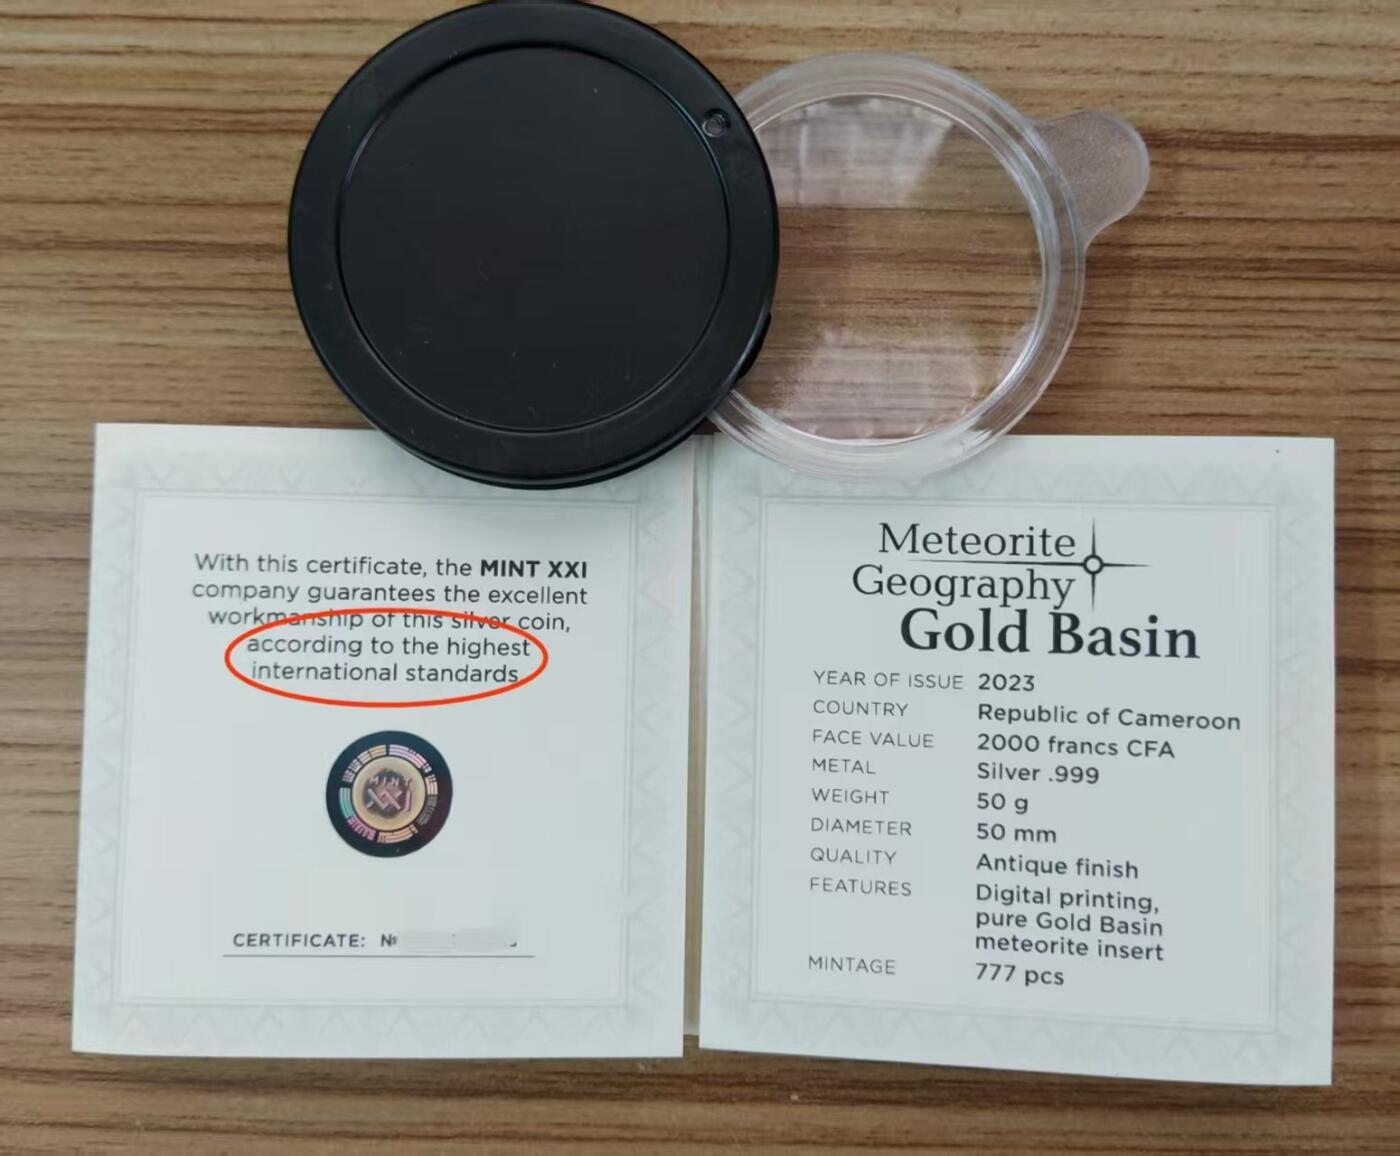 With this certificate, the MINT XXI
company guarantees the excellent
workmanship of this silver coin,
according to the highest
international standards
MINT
XXI
CERTIFICATE: №
Meteorite
Geography
Gold Basin
YEAR OF ISSUE 2023
COUNTRY Republic of Cameroon
FACE VALUE 2000 francs CFA
METAL Silver .999
WEIGHT 50 g
DIAMETER 50 mm
QUALITY Antique finish
FEATURES Digital printing,
pure Gold Basin
meteorite insert
MINTAGE 777 pcs